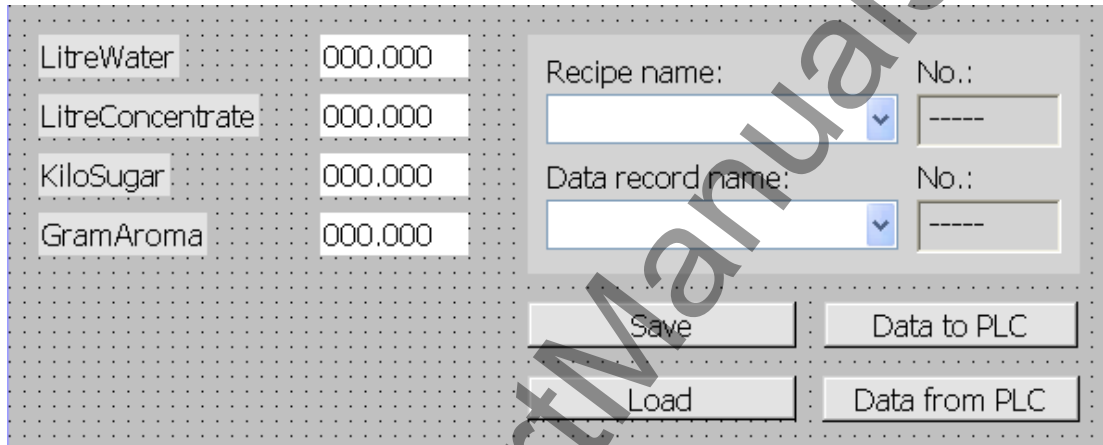 LitreWater 000.000
LitreConcentrate 000.000
KiloSugar 000.000
GramAroma 000.000
Recipe name: No.:
-----
Data record name: No.:
-----
Save Data to PLC
Load Data from PLC